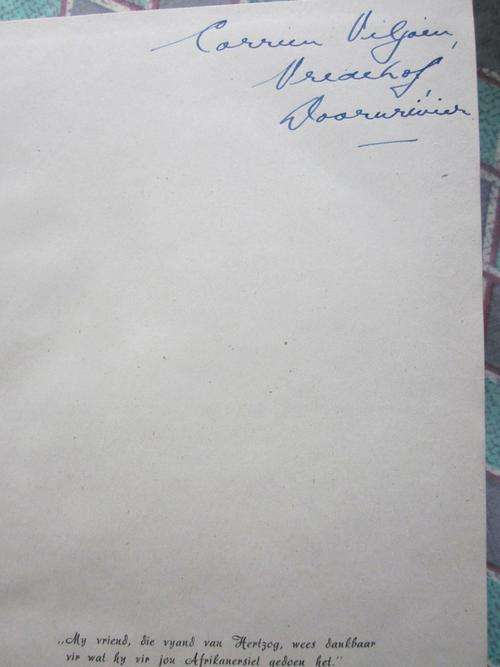 Corrien Viljoen,
Vredehof,
Doornrivier
„My vriend, die vyand van Hertzog, wees dankbaar
vir wat hy vir jou Afrikanersiel gedoen het.”